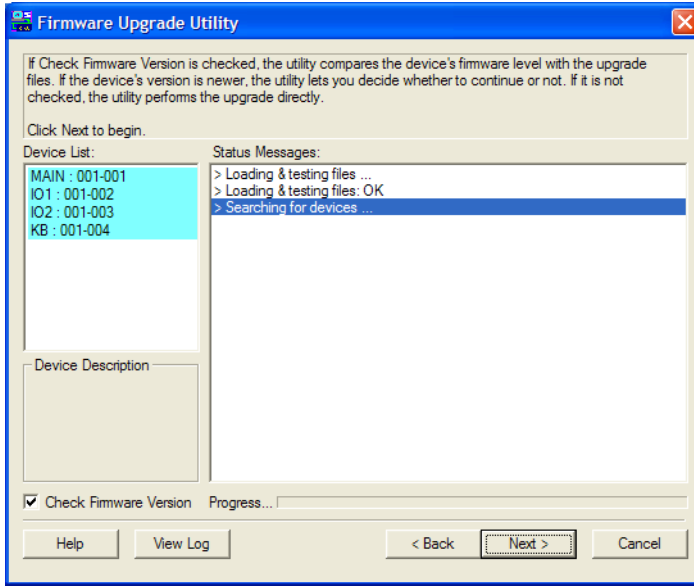 Firmware Upgrade Utility
If Check Firmware Version is checked, the utility compares the device's firmware level with the upgrade
files. If the device's version is newer, the utility lets you decide whether to continue or not. If it is not
checked, the utility performs the upgrade directly.
Click Next to begin.
Device List:
Status Messages:
MAIN : 001-001
IO1 : 001-002
IO2 : 001-003
KB : 001-004
> Loading & testing files ...
> Loading & testing files: OK
> Searching for devices ...
Device Description
Check Firmware Version
Progress...
Help
View Log
< Back
Next >
Cancel